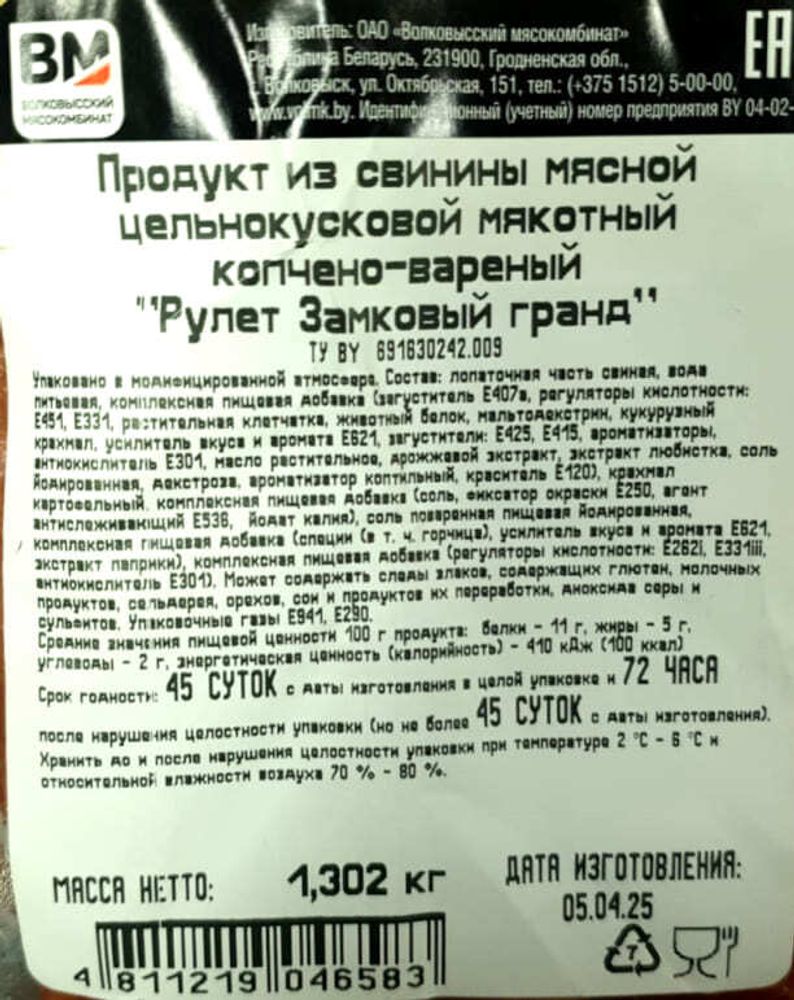 ВМ
ВОЛКОВЫССКИЙ
МЯСОКОМБИНАТ
Изготовитель: ОАО «Волковысский мясокомбинат»
Республика Беларусь, 231900, Гродненская обл.,
г. Волковыск, ул. Октябрьская, 151, тел.: (+375 1512) 5-00-00,
www.volmk.by. Идентификационный (учетный) номер предприятия BY 04-02-
EA
Продукт из свинины мясной
цельнокусковой мякотный
копчено-вареный
"Рулет Замковый гранд"
ТУ BY 691630242.009
Упаковано в модифицированной атмосфере. Состав: лопаточная часть свиная, вода
питьевая, комплексная пищевая добавка (загуститель Е407а, регуляторы кислотности:
Е451, Е331, растительная клетчатка, животный белок, мальтодекстрин, кукурузный
крахмал, усилитель вкуса и аромата Е621, загустители: Е425, Е415, ароматизаторы,
антиокислитель Е301, масло растительное, дрожжевой экстракт, экстракт любистка, соль
йодированная, декстроза, ароматизатор коптильный, краситель Е120), крахмал
картофельный, комплексная пищевая добавка (соль, фиксатор окраски Е250, агент
антислеживающий Е536, йодат калия), соль поваренная пищевая йодированная,
комплексная пищевая добавка (специи (в т. ч. горчица), усилитель вкуса и аромата Е621,
экстракт паприки), комплексная пищевая добавка (регуляторы кислотности: Е262i, Е331iii,
антиокислитель Е301). Может содержать следы злаков, содержащих глютен, молочных
продуктов, сельдерея, орехов, сои и продуктов их переработки, диоксида серы и
сульфитов. Упаковочные газы Е941, Е290.
Средние значения пищевой ценности 100 г продукта: белки - 11 г, жиры - 5 г,
углеводы - 2 г, энергетическая ценность (калорийность) - 410 кДж (100 ккал)
Срок годности: 45 СУТОК с даты изготовления в целой упаковке и 72 ЧАСА
после нарушения целостности упаковки (но не более 45 СУТОК с даты изготовления).
Хранить до и после нарушения целостности упаковки при температуре 2 °С - 6 °С и
относительной влажности воздуха 70 % - 80 %.
МАССА НЕТТО: 1,302 кг
ДАТА ИЗГОТОВЛЕНИЯ:
05.04.25
4 811219 046583
7